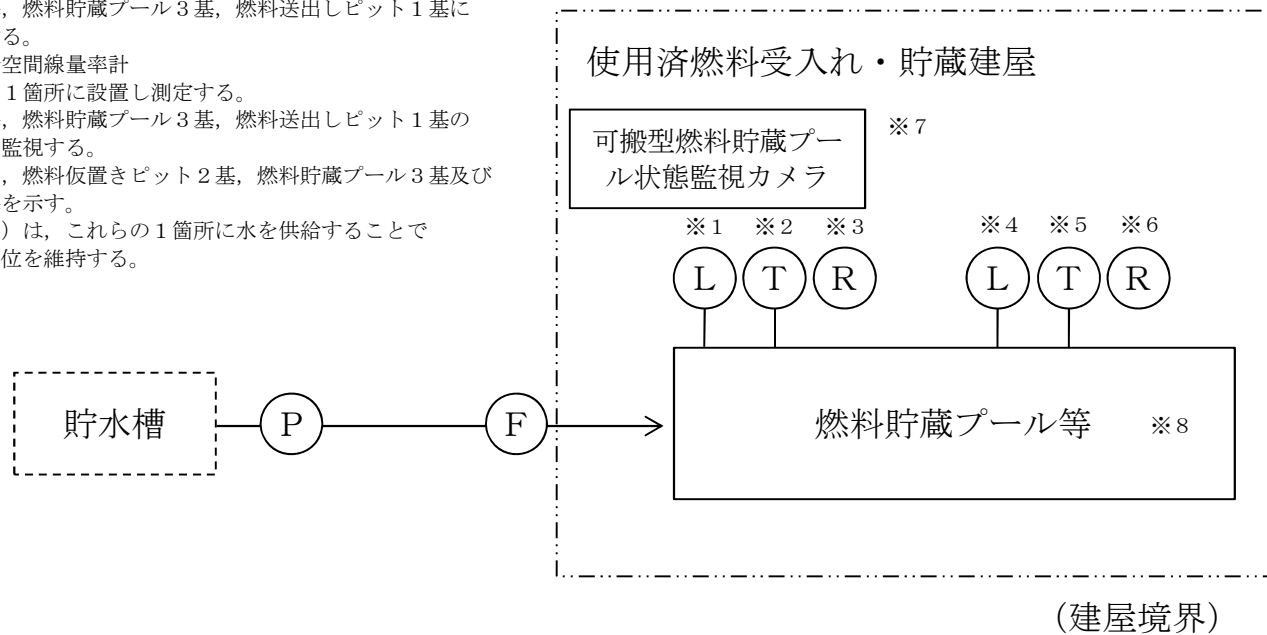 ，燃料貯蔵プール３基，燃料送出しピット１基に
る。
空間線量率計
１箇所に設置し測定する。
，燃料貯蔵プール３基，燃料送出しピット１基の
監視する。
，燃料仮置きピット２基，燃料貯蔵プール３基及び
を示す。
）は，これらの１箇所に水を供給することで
位を維持する。
使用済燃料受入れ・貯蔵建屋
可搬型燃料貯蔵プー
ル状態監視カメラ
※７
※１ ※２ ※３ ※４ ※５ ※６
Ｌ Ｔ Ｒ Ｌ Ｔ Ｒ
貯水槽 Ｐ Ｆ 燃料貯蔵プール等 ※８
（建屋境界）